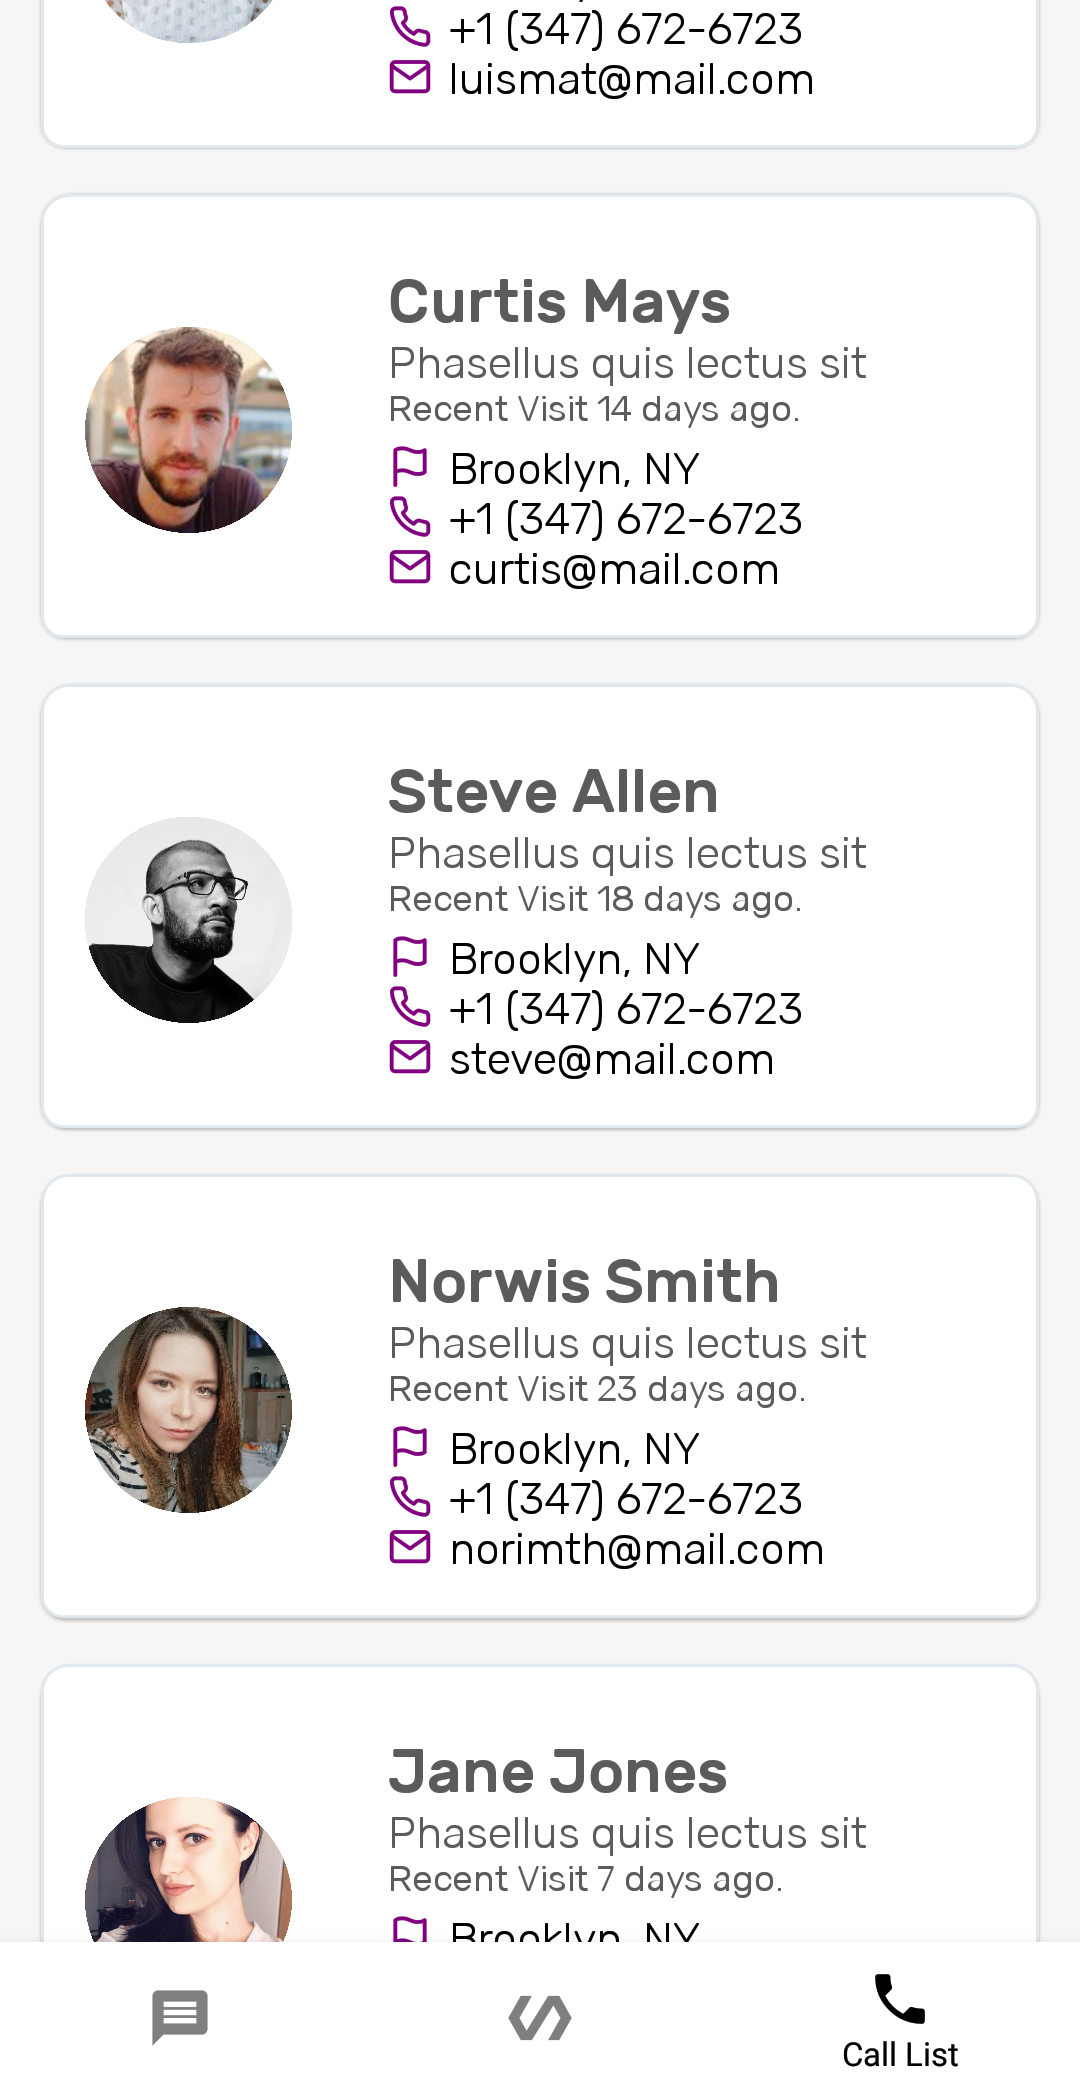 +1 (347) 672-6723
luismat@mail.com
Curtis Mays
Phasellus quis lectus sit
Recent Visit 14 days ago.
Brooklyn, NY
+1 (347) 672-6723
curtis@mail.com
Steve Allen
Phasellus quis lectus sit
Recent Visit 18 days ago.
Brooklyn, NY
+1 (347) 672-6723
steve@mail.com
Norwis Smith
Phasellus quis lectus sit
Recent Visit 23 days ago.
Brooklyn, NY
+1 (347) 672-6723
norimth@mail.com
Jane Jones
Phasellus quis lectus sit
Recent Visit 7 days ago.
Brooklyn, NY
Call List